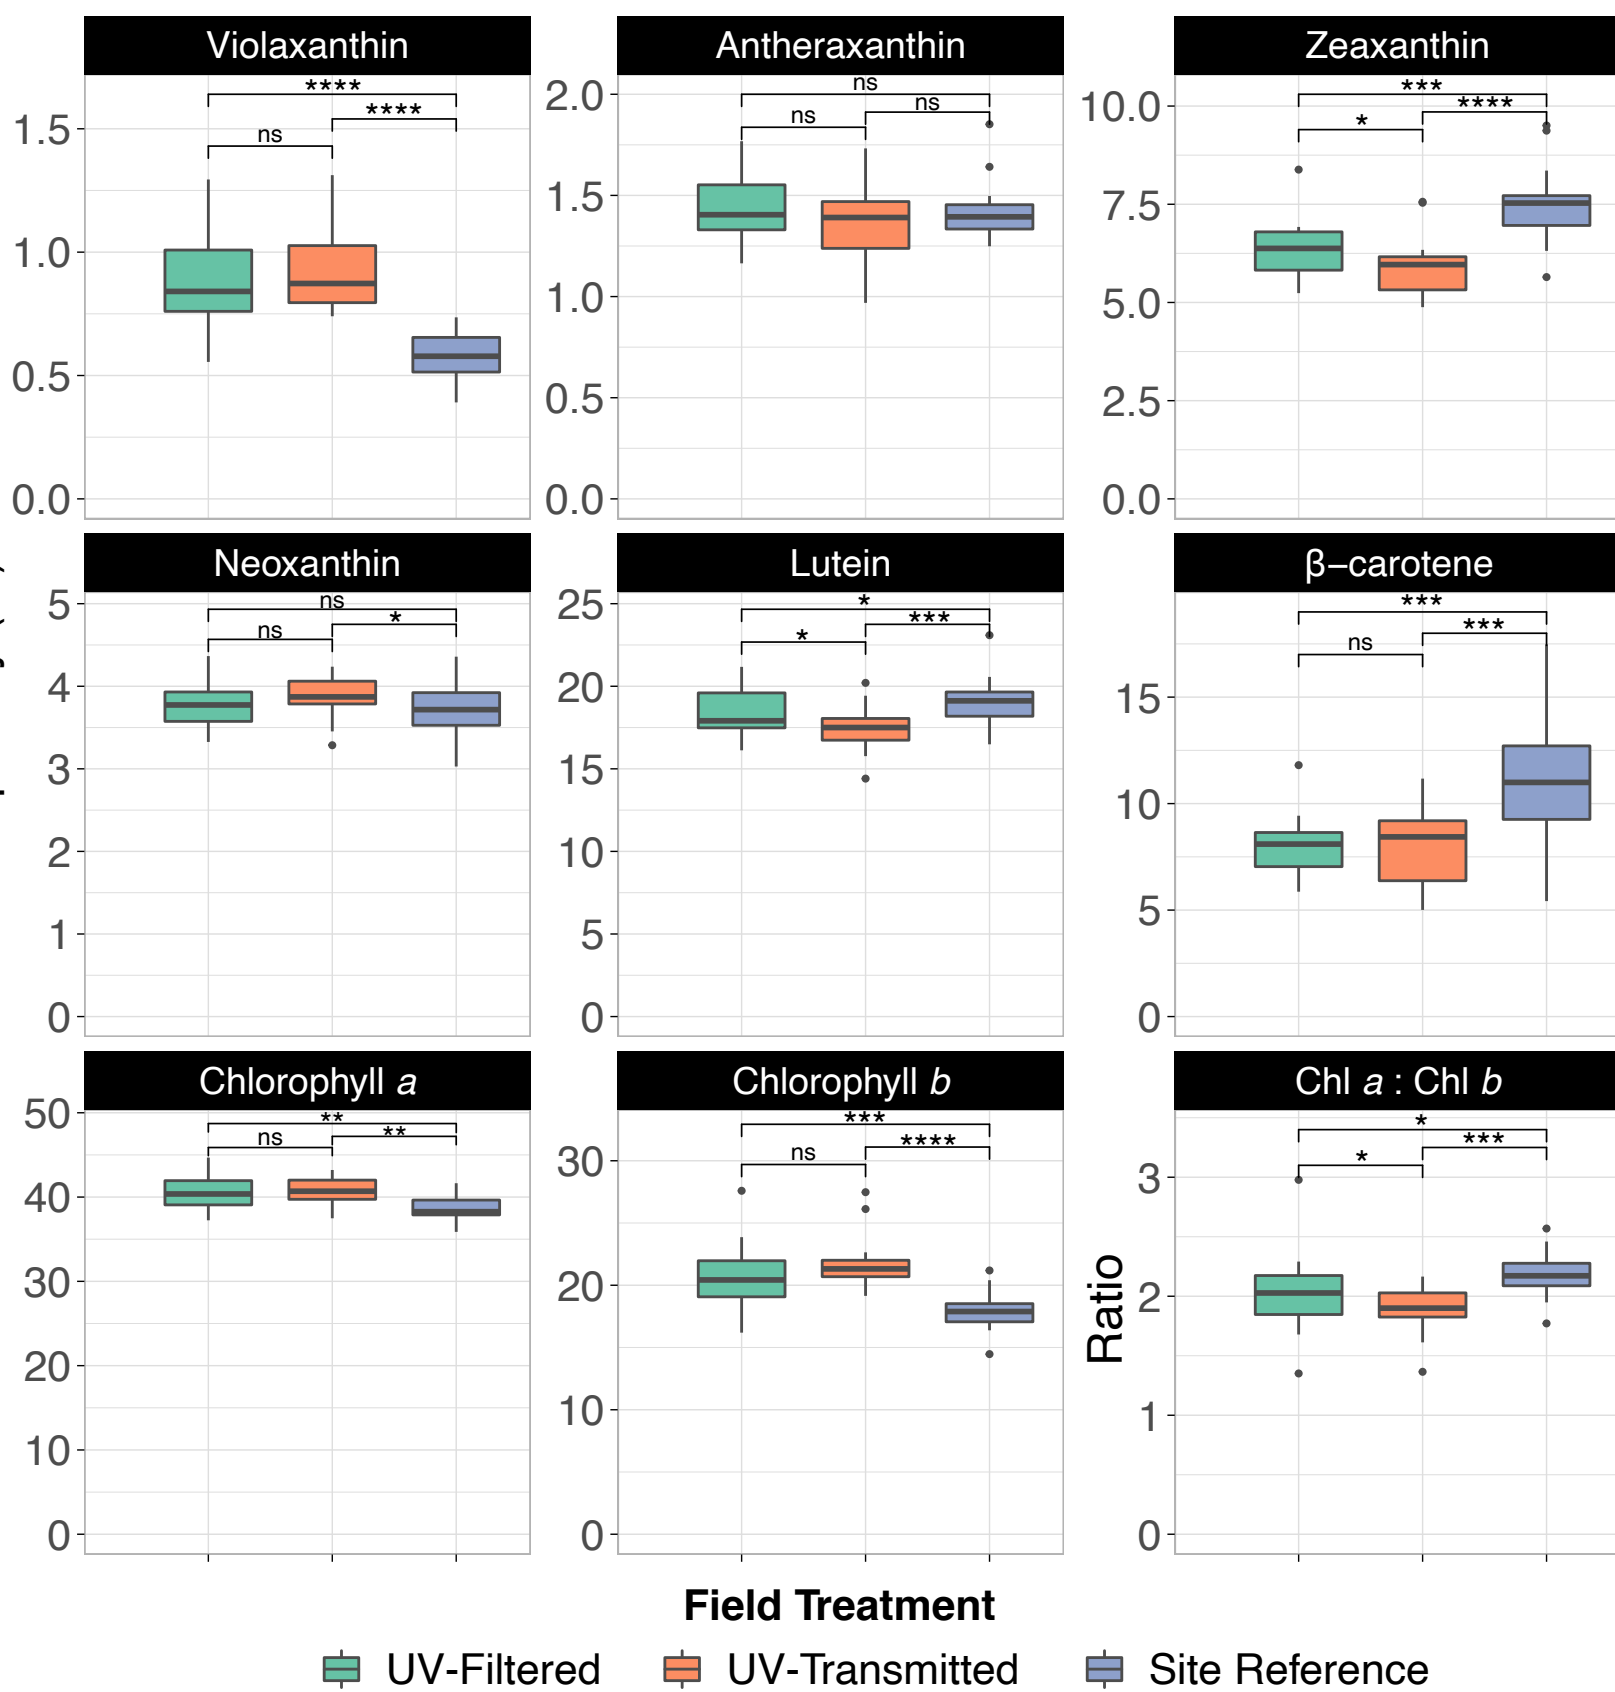 Violaxanthin
Antheraxanthin
Zeaxanthin
****
****
ns
1.5
1.0
0.5
0.0
ns
ns
ns
2.0
1.5
1.0
0.5
0.0
***
****
*
10.0
7.5
5.0
2.5
0.0
Neoxanthin
Lutein
β−carotene
ns
*
ns
5
4
3
2
1
0
*
***
*
25
20
15
10
5
0
***
***
ns
15
10
5
0
Chlorophyll a
Chlorophyll b
Chl a : Chl b
**
**
ns
50
40
30
20
10
0
***
****
ns
30
20
10
0
*
***
*
3
2
1
0
Ratio
Field Treatment
UV-Filtered
UV-Transmitted
Site Reference